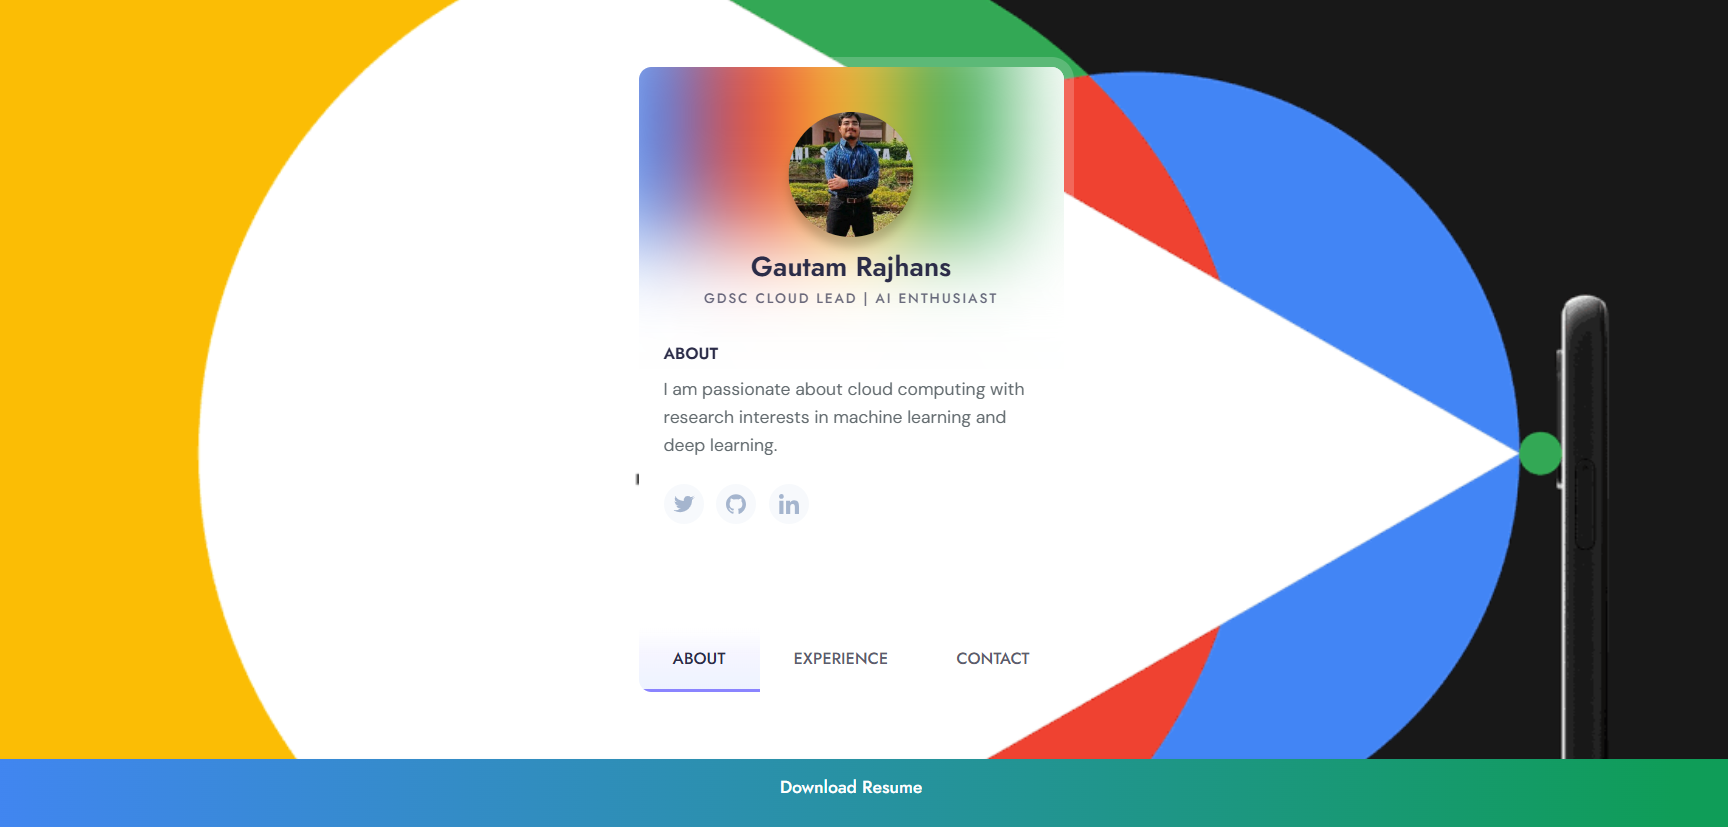 Gautam Rajhans
GDSC CLOUD LEAD | AI ENTHUSIAST
ABOUT
I am passionate about cloud computing with
research interests in machine learning and
deep learning.
ABOUT
EXPERIENCE
CONTACT
Download Resume